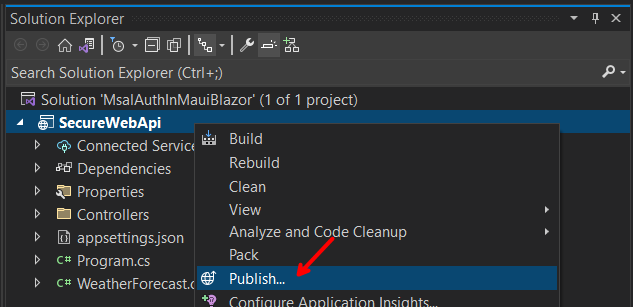 Solution Explorer
Search Solution Explorer (Ctrl+;)
Solution 'MsalAuthInMauiBlazor' (1 of 1 project)
SecureWebApi
Build
Connected Service
Rebuild
Dependencies
Clean
Properties
View
Controllers
Analyze and Code Cleanup
appsettings.json
Pack
C# Program.cs
Publish...
C# WeatherForecast.c
Configure Application Insights...